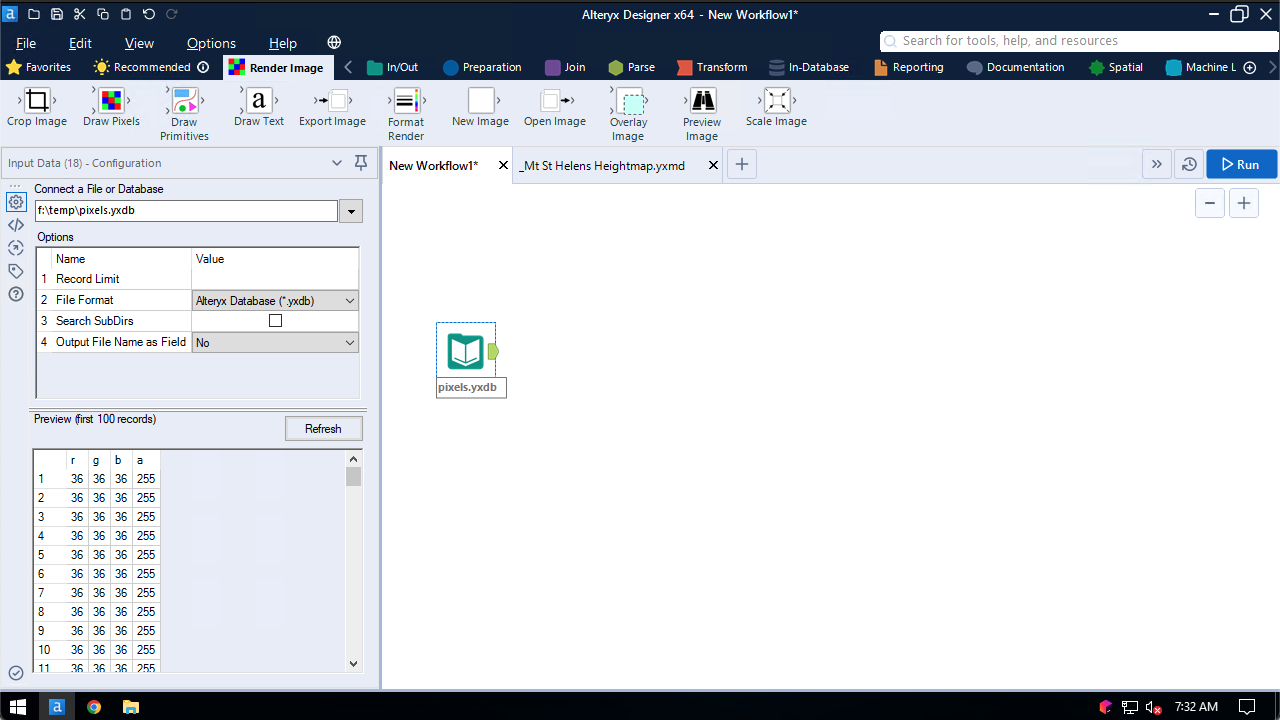 Alteryx Designer x64 - New Workflow1*
File Edit View Options Help
Search for tools, help, and resources
Favorites Recommended Render Image In/Out Preparation Join Parse Transform In-Database Reporting Documentation Spatial Machine L
Crop Image Draw Pixels Draw Primitives Draw Text Export Image Format Render New Image Open Image Overlay Image Preview Image Scale Image
Input Data (18) - Configuration
New Workflow1* _Mt St Helens Heightmap.yxmd
Run
Connect a File or Database
f:\temp\pixels.yxdb
Options
Name Value
1 Record Limit
2 File Format Alteryx Database (*.yxdb)
3 Search SubDirs
4 Output File Name as Field No
pixels.yxdb
Preview (first 100 records)
Refresh
r g b a
1 36 36 36 255
2 36 36 36 255
3 36 36 36 255
4 36 36 36 255
5 36 36 36 255
6 36 36 36 255
7 36 36 36 255
8 36 36 36 255
9 36 36 36 255
10 36 36 36 255
11 36 36 36 255
7:32 AM